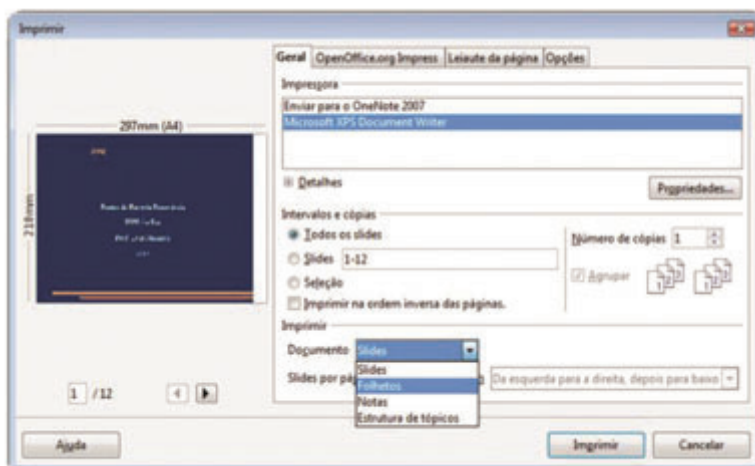 Imprimir
Geral OpenOffice.org Impress Leiaute da página Opções
Impressora
Enviar para o OneNote 2007
Microsoft XPS Document Writer
297mm (A4)
210mm
Detalhes
Propriedades...
Intervalos e cópias
Todos os slides
Número de cópias 1
Slides 1-12
Seleção
Agrupar
Imprimir na ordem inversa das páginas.
Imprimir
Documento Slides
Slides
Slides por pá
De esquerda para a direita, depois para baixo
Folhetos
Notas
Estrutura de tópicos
1 /12
Ajuda
Imprimir
Cancelar